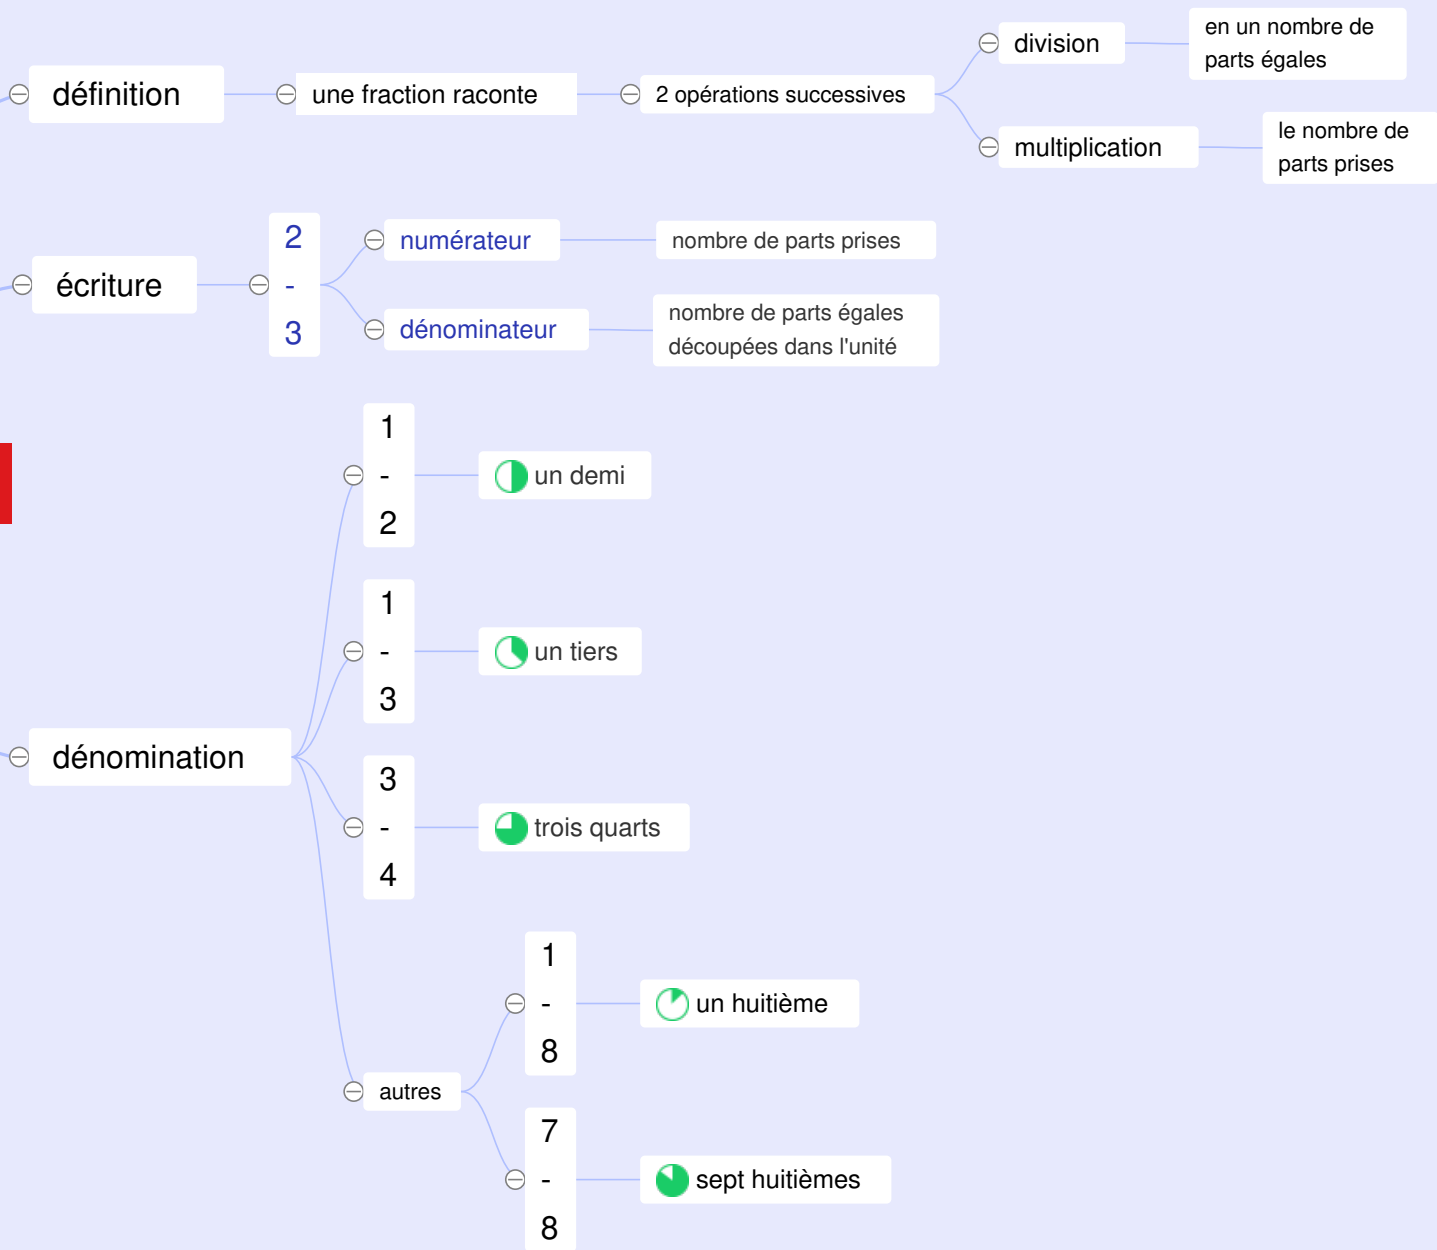 définition
une fraction raconte
2 opérations successives
division
en un nombre de
parts égales
multiplication
le nombre de
parts prises
écriture
2
-
3
numérateur
nombre de parts prises
dénominateur
nombre de parts égales
découpées dans l'unité
dénomination
1
-
2
un demi
1
-
3
un tiers
3
-
4
trois quarts
autres
1
-
8
un huitième
7
-
8
sept huitièmes